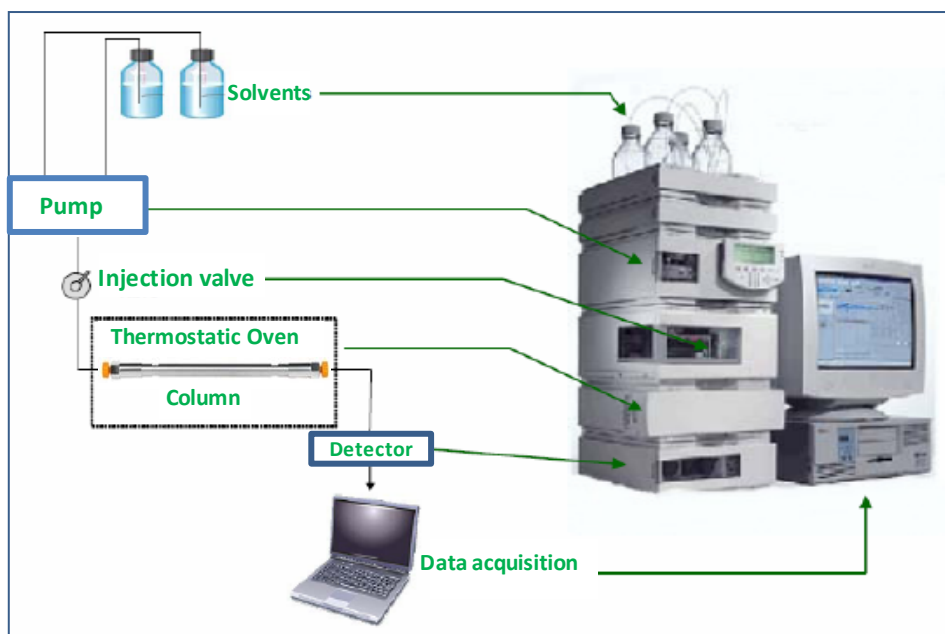 Solvents
Pump
Injection valve
Thermostatic Oven
Column
Detector
Data acquisition